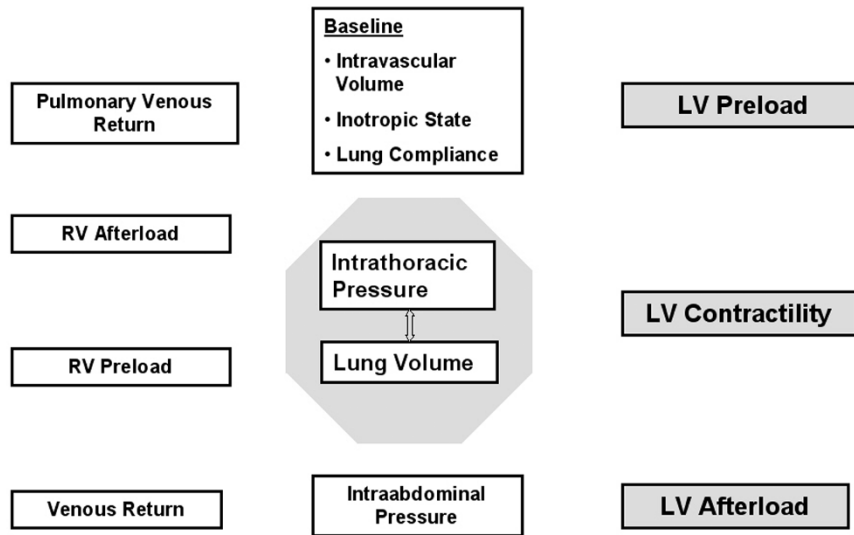 Baseline
• Intravascular
Volume
• Inotropic State
• Lung Compliance
Pulmonary Venous
Return
LV Preload
RV Afterload
Intrathoracic
Pressure
LV Contractility
RV Preload
Lung Volume
Venous Return
Intraabdominal
Pressure
LV Afterload